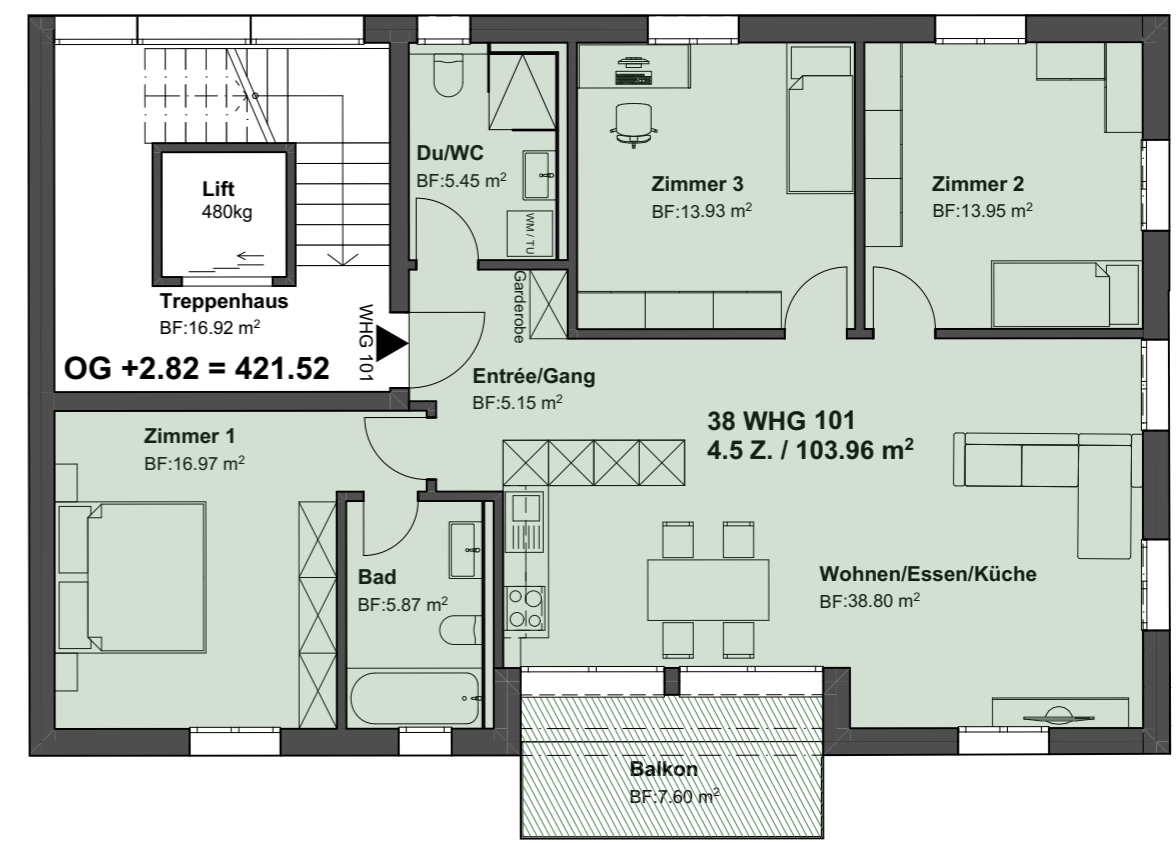 Du/WC
BF:5.45 m²
WM / TU
Zimmer 3
BF:13.93 m²
Zimmer 2
BF:13.95 m²
Lift
480kg
Treppenhaus
BF:16.92 m²
OG +2.82 = 421.52
WHG 101
Garderobe
Entrée/Gang
BF:5.15 m²
38 WHG 101
4.5 Z. / 103.96 m²
Zimmer 1
BF:16.97 m²
Bad
BF:5.87 m²
Wohnen/Essen/Küche
BF:38.80 m²
Balkon
BF:7.60 m²